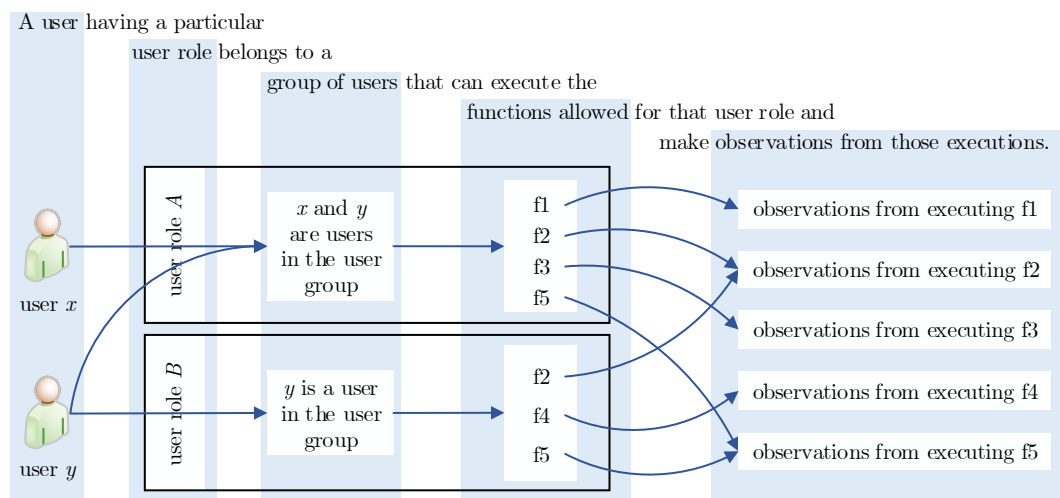 A user having a particular
user role belongs to a
group of users that can execute the
functions allowed for that user role and
make observations from those executions.
user role A
x and y
are users
in the user
group
f1
f2
f3
f5
observations from executing f1
observations from executing f2
observations from executing f3
observations from executing f4
observations from executing f5
user x
user role B
y is a user
in the user
group
f2
f4
f5
user y